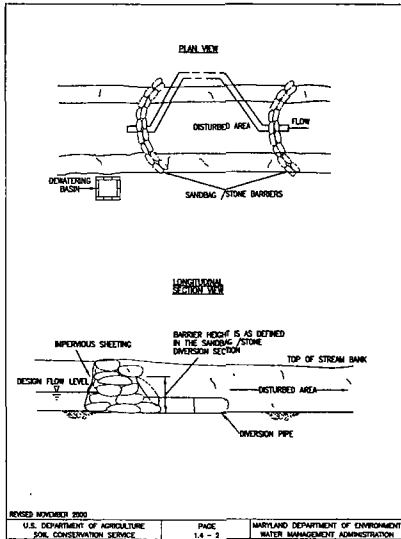 PLAN VIEW
DISTURBED AREA
FLOW
DEWATERING
BASIN
SANDBAG /STONE BARRIERS
LONGITUDINAL
SECTION VIEW
IMPERVIOUS SHEETING
BARRIER HEIGHT IS AS DEFINED
IN THE SANDBAG /STONE
DIVERSION SECTION
TOP OF STREAM BANK
DESIGN FLOW LEVEL
DISTURBED AREA
DIVERSION PIPE
REVISED NOVEMBER 2000
U.S. DEPARTMENT OF AGRICULTURE
SOIL CONSERVATION SERVICE
PAGE
1.4 - 2
MARYLAND DEPARTMENT OF ENVIRONMENT
WATER MANAGEMENT ADMINISTRATION